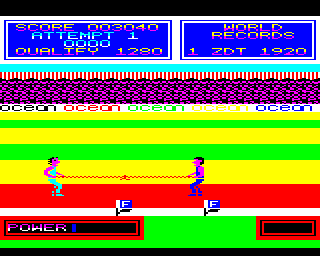 SCORE 003040
ATTEMPT 1
0000
QUALIFY 1280
WORLD
RECORDS
1 ZDT 1920
ocean ocean ocean ocean ocean
F F
POWER